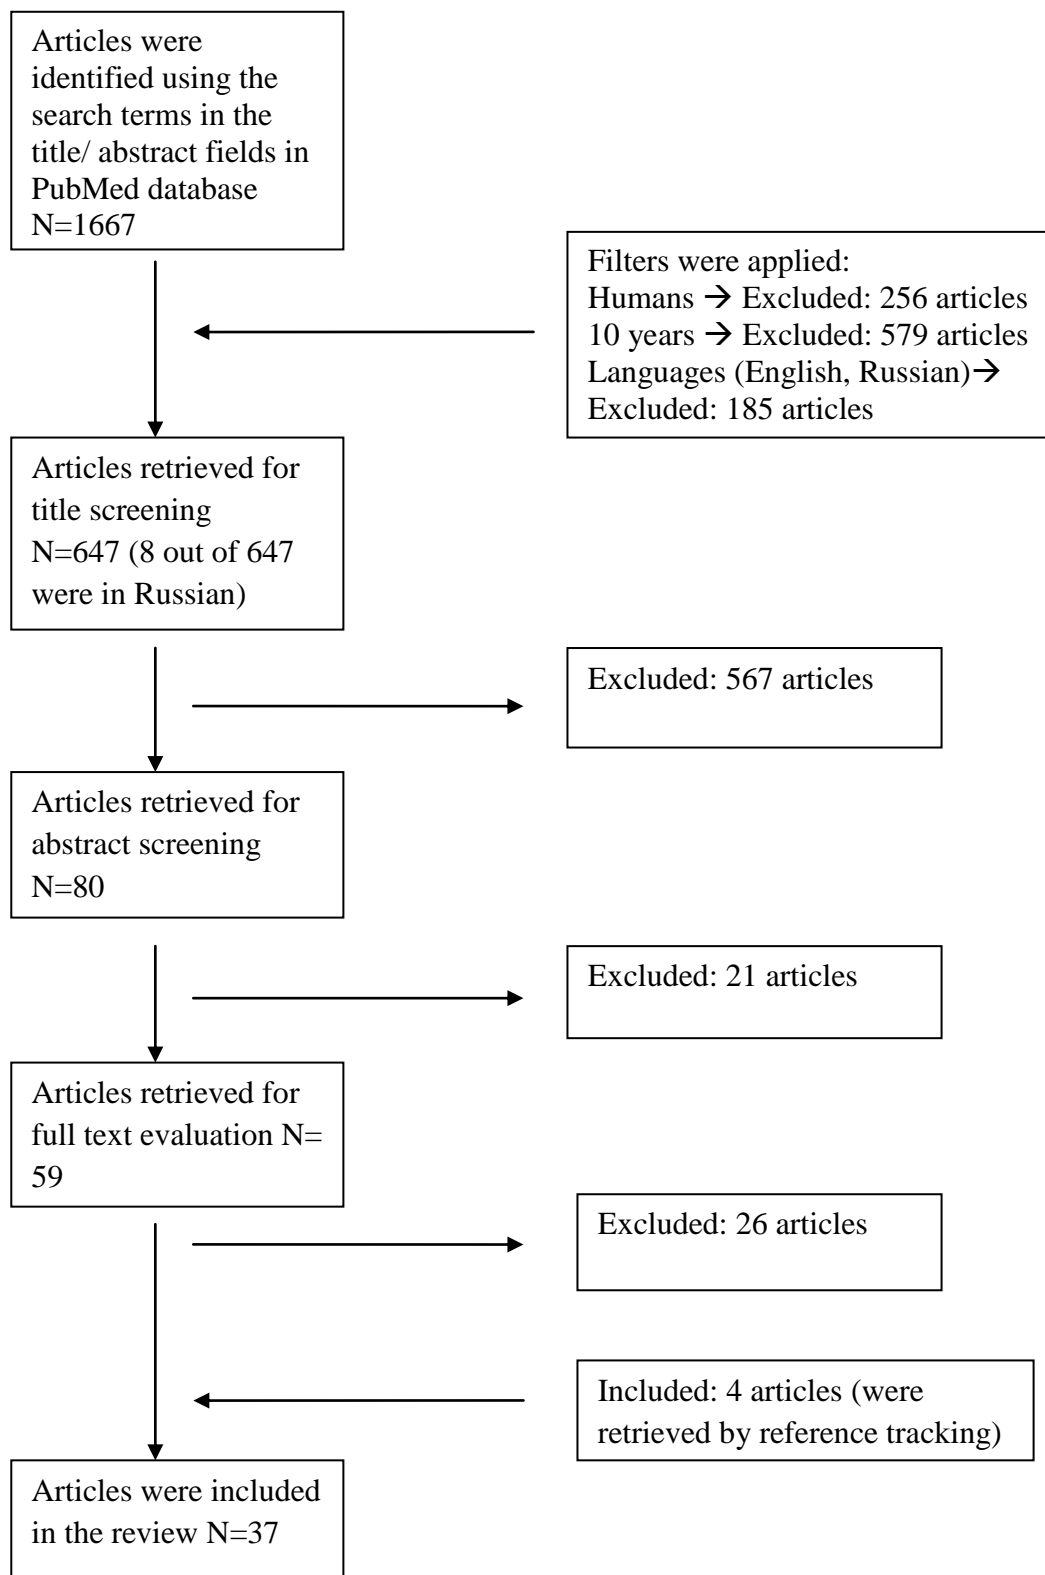 Articles were
identified using the
search terms in the
title/ abstract fields in
PubMed database
N=1667
Filters were applied:
Humans → Excluded: 256 articles
10 years → Excluded: 579 articles
Languages (English, Russian)→
Excluded: 185 articles
Articles retrieved for
title screening
N=647 (8 out of 647
were in Russian)
Excluded: 567 articles
Articles retrieved for
abstract screening
N=80
Excluded: 21 articles
Articles retrieved for
full text evaluation N=
59
Excluded: 26 articles
Included: 4 articles (were
retrieved by reference tracking)
Articles were included
in the review N=37